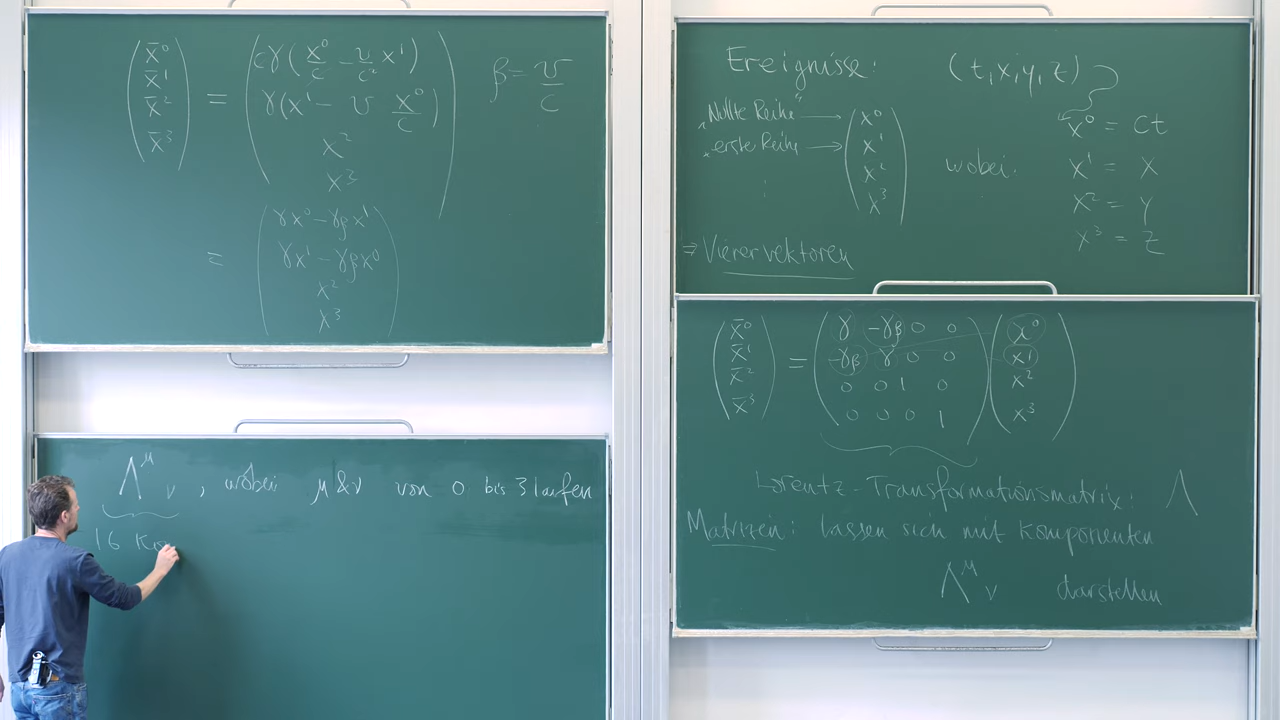 Ereignisse: (t, x, y, z)
"Nullte Reihe" → x⁰
"erste Reihe → x¹
⋮ x²
x³
wobei: x⁰ = ct
x¹ = x
x² = y
x³ = z
⇒ Vierervektoren
x̄⁰ = cγ(x⁰/c − v/c² x¹)
x̄¹ γ(x¹ − v x⁰/c)
x̄² x²
x̄³ x³
β = v/c
= γx⁰ − γβx¹
γx¹ − γβx⁰
x²
x³
x̄⁰ = γ −γβ 0 0 x⁰
x̄¹ −γβ γ 0 0 x¹
x̄² 0 0 1 0 x²
x̄³ 0 0 0 1 x³
Lorentz-Transformationsmatrix: Λ
Matrizen: lassen sich mit Komponenten
Λ^μ_ν darstellen
Λ^μ_ν, wobei μ & ν von 0 bis 3 laufen
16 Ko